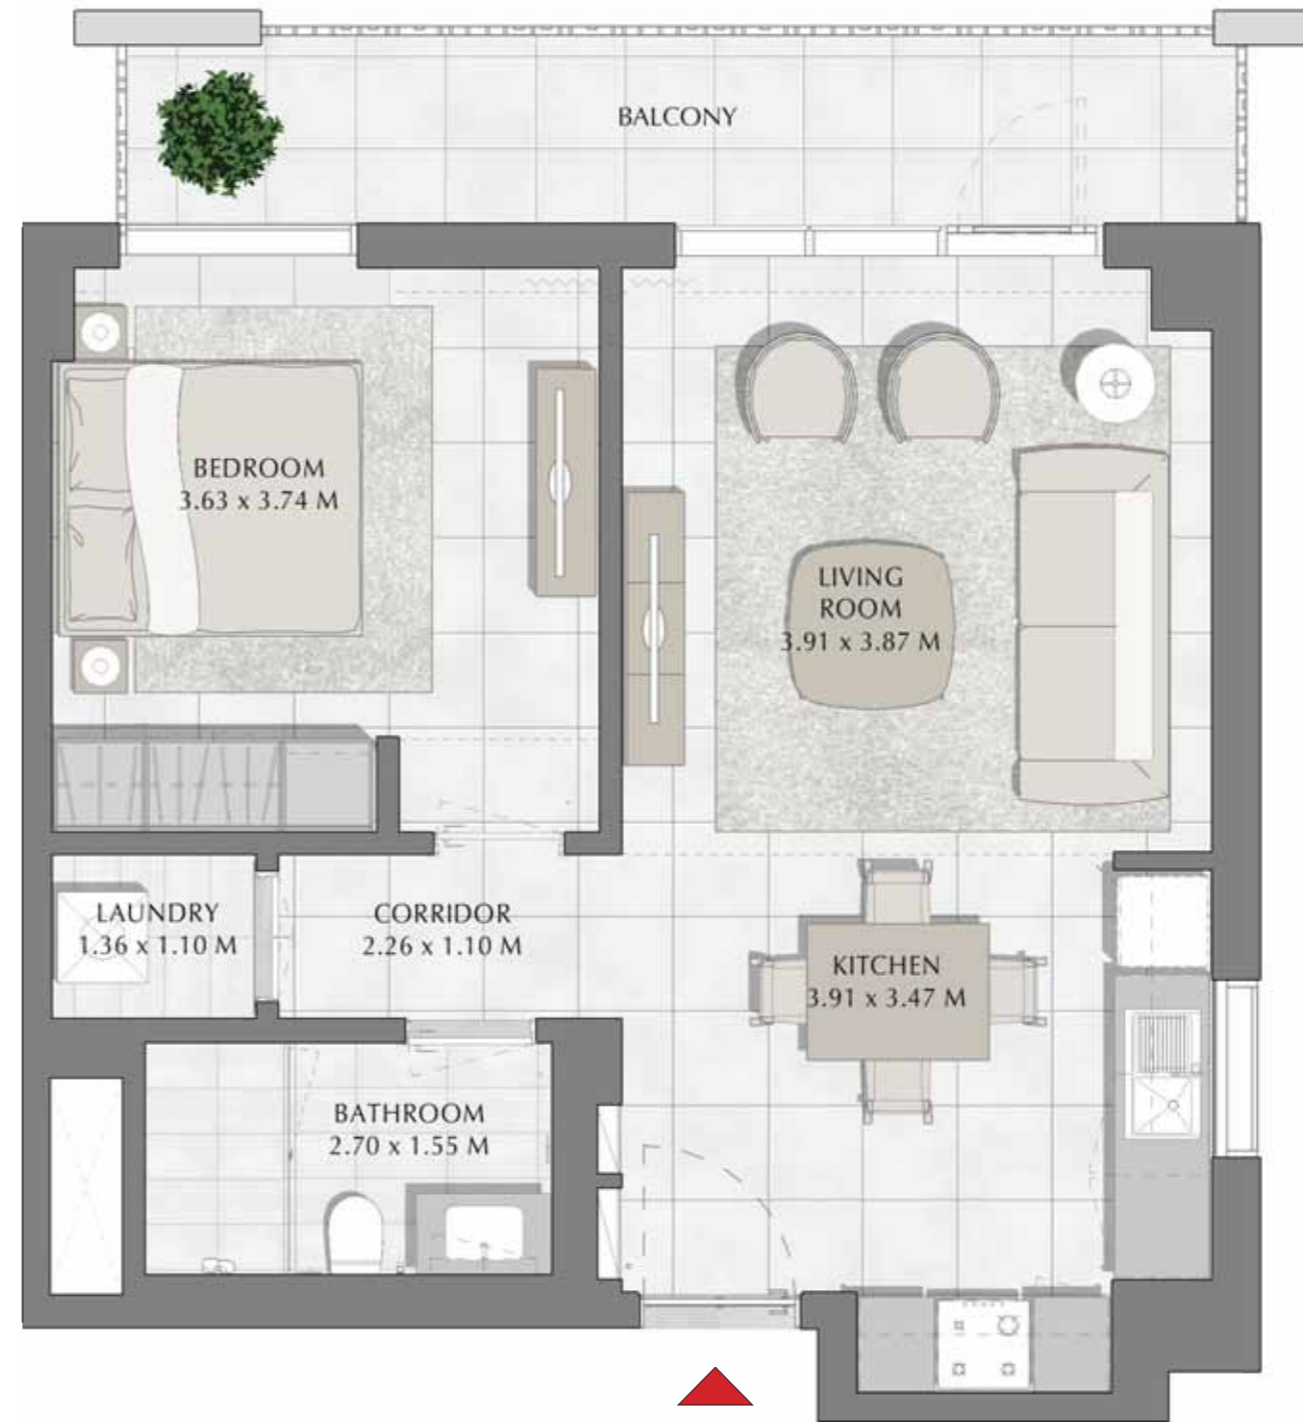 BALCONY
BEDROOM
3.63 x 3.74 M
LIVING
ROOM
3.91 x 3.87 M
LAUNDRY
1.36 x 1.10 M
CORRIDOR
2.26 x 1.10 M
KITCHEN
3.91 x 3.47 M
BATHROOM
2.70 x 1.55 M